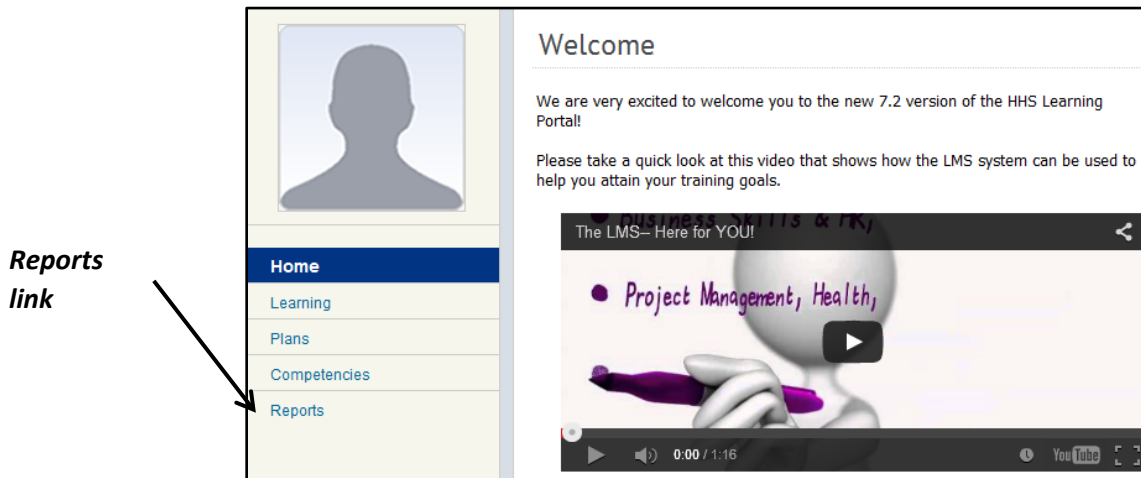 Reports
link
Home
Learning
Plans
Competencies
Reports
Welcome
We are very excited to welcome you to the new 7.2 version of the HHS Learning
Portal!
Please take a quick look at this video that shows how the LMS system can be used to
help you attain your training goals.
Business Skills & HR,
The LMS– Here for YOU!
Project Management, Health,
0:00 / 1:16
YouTube